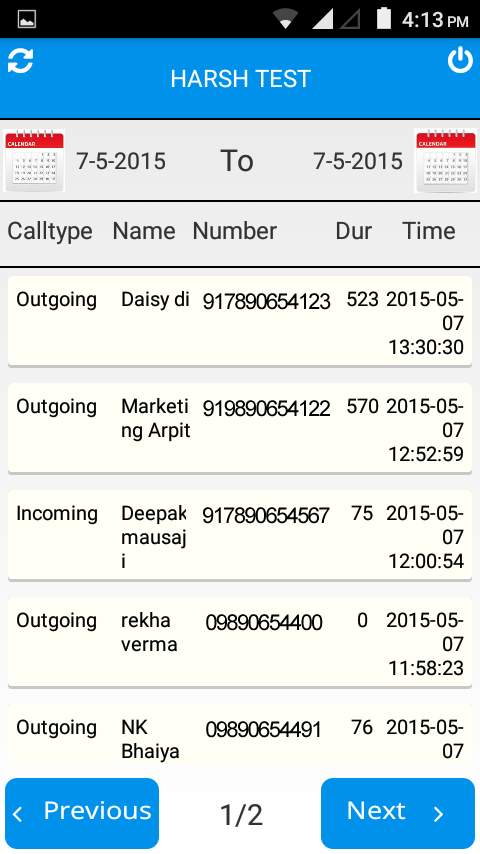 4:13 PM
HARSH TEST
CALENDAR 7-5-2015 To 7-5-2015 CALENDAR
Calltype Name Number Dur Time
Outgoing Daisy di 917890654123 523 2015-05-
07
13:30:30
Outgoing Marketi 919890654122 570 2015-05-
ng Arpit 07
12:52:59
Incoming Deepak 917890654567 75 2015-05-
mausaj 07
i 12:00:54
Outgoing rekha 09890654400 0 2015-05-
verma 07
11:58:23
Outgoing NK 09890654491 76 2015-05-
Bhaiya 07
Previous 1/2 Next